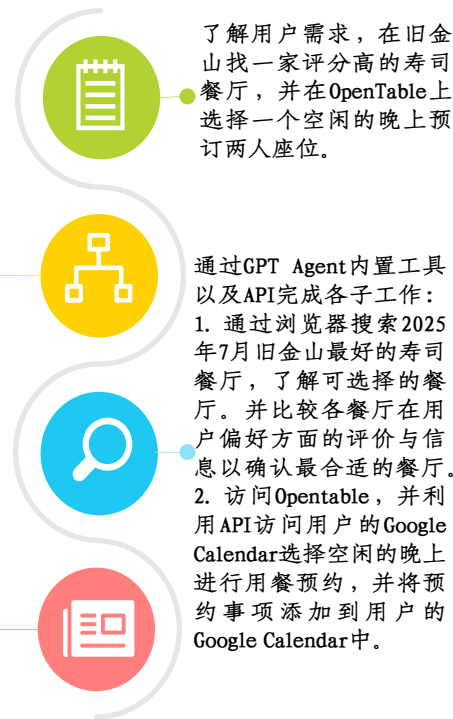 了解用户需求，在旧金
山找一家评分高的寿司
餐厅，并在OpenTable上
选择一个空闲的晚上预
订两人座位。
通过GPT Agent内置工具
以及API完成各子工作：
1. 通过浏览器搜索2025
年7月旧金山最好的寿司
餐厅，了解可选择的餐
厅。并比较各餐厅在用
户偏好方面的评价与信
息以确认最合适的餐厅。
2. 访问Opentable，并利
用API访问用户的Google
Calendar选择空闲的晚上
进行用餐预约，并将预
约事项添加到用户的
Google Calendar中。